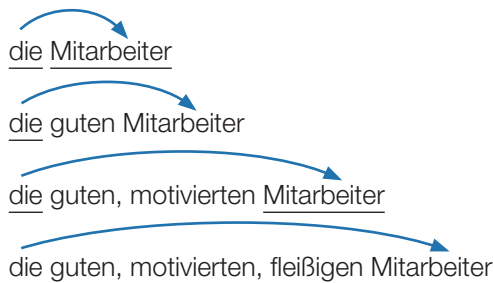 die Mitarbeiter
die guten Mitarbeiter
die guten, motivierten Mitarbeiter
die guten, motivierten, fleißigen Mitarbeiter